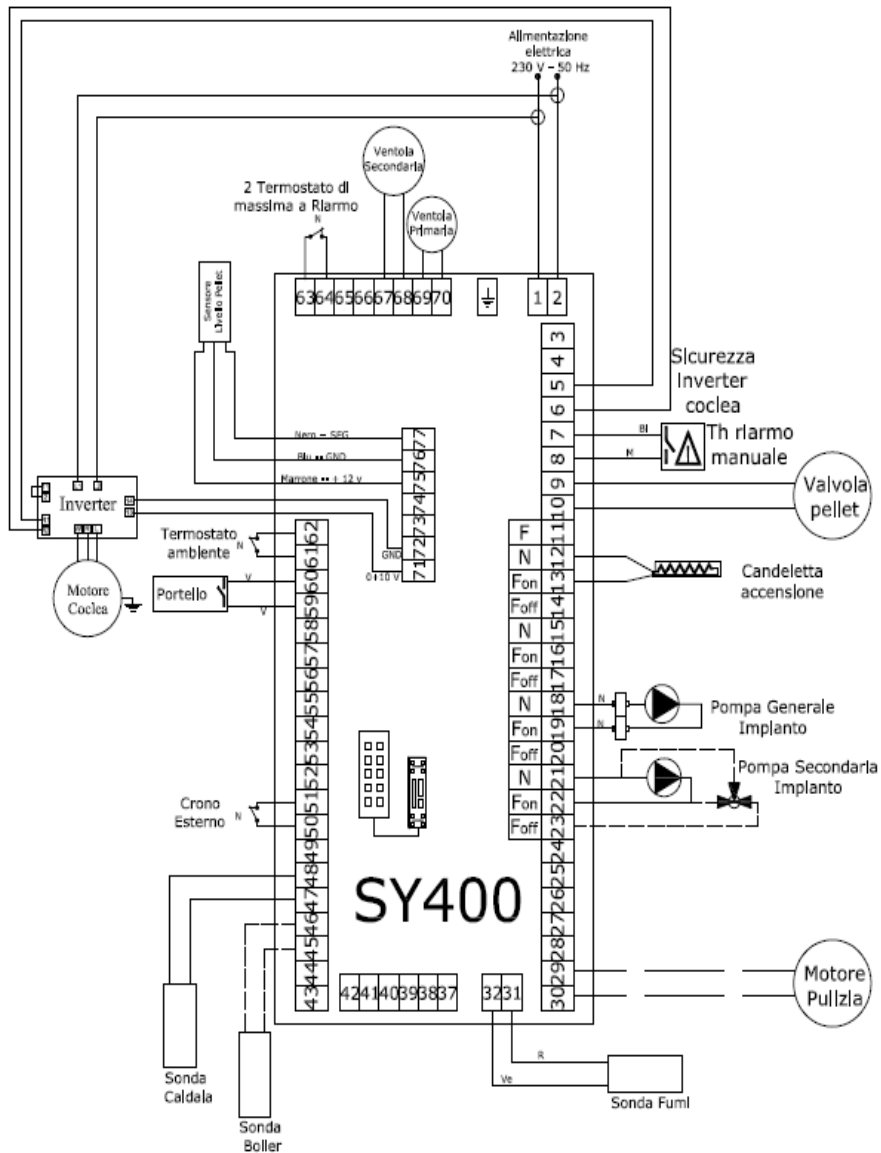 Alimentazione
elettrica
230 V – 50 Hz
Ventola
Secondaria
2 Termostato di
massima a Riarmo
N
Ventola
Primaria
Sensore
Livello Pellet
63 64 65 66 67 68 69 70
1 2
3
4
5
6
7
8
9
10
11
12
13
14
15
16
17
18
19
20
21
22
23
24
25
26
27
28
29
30
Sicurezza
Inverter
coclea
Bl
M
Th riarmo
manuale
Valvola
pellet
F
N
Fon
Foff
N
Fon
Foff
N
Fon
Foff
N
Fon
Foff
Candeletta
accensione
N
N
Pompa Generale
Impianto
Pompa Secondaria
Impianto
Motore
Pulizia
Nero – SEG
Blu -- GND
Marrone -- + 12 v
77
76
75
74
73
72
71
GND
0÷10 V
Inverter
Motore
Coclea
Termostato
ambiente
N
Portello
V
V
62
61
60
59
58
57
56
55
54
53
52
51
50
49
48
47
46
45
44
43
Crono
Esterno
N
SY400
42 41 40 39 38 37
32 31
R
Ve
Sonda
Caldaia
Sonda
Boiler
Sonda Fumi